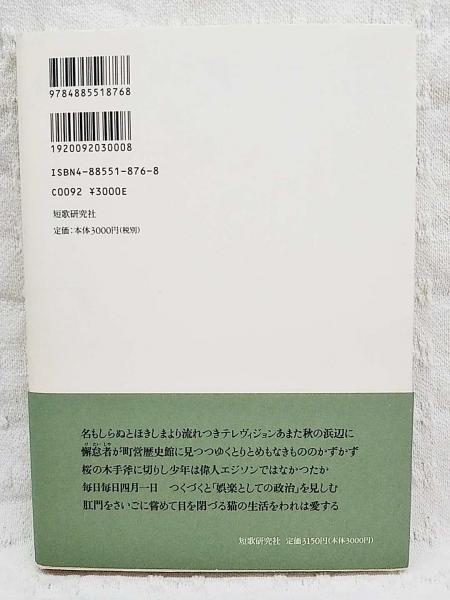 9784885518768
1920092030008
ISBN4-88551-876-8
C0092 ¥3000E
短歌研究社
定価：本体3000円(税別)
名もしらぬとほきしまより流れつきテレヴィジョンあまた秋の浜辺に
懈怠者が町営歴史館に見つつゆくとりとめもなきもののかずかず
桜の木手斧に切りし少年は偉人エジソンではなかつたか
毎日毎日四月一日　つくづくと「娯楽としての政治」を見しむ
肛門をさいごに嘗めて目を閉づる猫の生活をわれは愛する
短歌研究社 定価3150円(本体3000円)